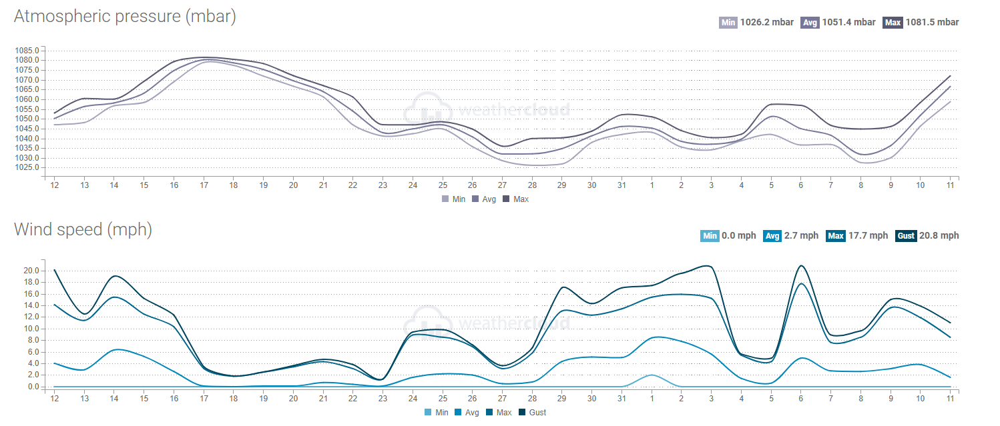 Atmospheric pressure (mbar)
Min 1026.2 mbar Avg 1051.4 mbar Max 1081.5 mbar
1085.0
1080.0
1075.0
1070.0
1065.0
1060.0
1055.0
1050.0
1045.0
1040.0
1035.0
1030.0
1025.0
weathercloud
12 13 14 15 16 17 18 19 20 21 22 23 24 25 26 27 28 29 30 31 1 2 3 4 5 6 7 8 9 10 11
Min Avg Max
Wind speed (mph)
Min 0.0 mph Avg 2.7 mph Max 17.7 mph Gust 20.8 mph
20.0
18.0
16.0
14.0
12.0
10.0
8.0
6.0
4.0
2.0
0.0
weathercloud
12 13 14 15 16 17 18 19 20 21 22 23 24 25 26 27 28 29 30 31 1 2 3 4 5 6 7 8 9 10 11
Min Avg Max Gust